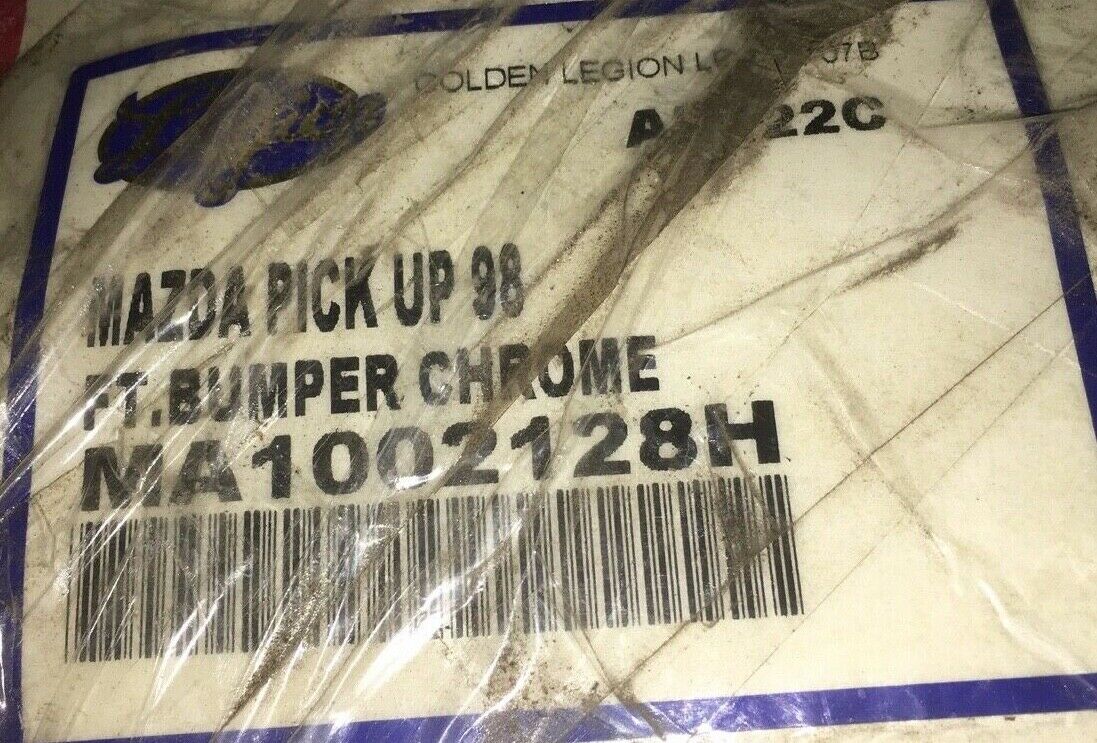 GOLDEN LEGION
MAZDA PICK UP 98
FT.BUMPER CHROME
MA1002128H